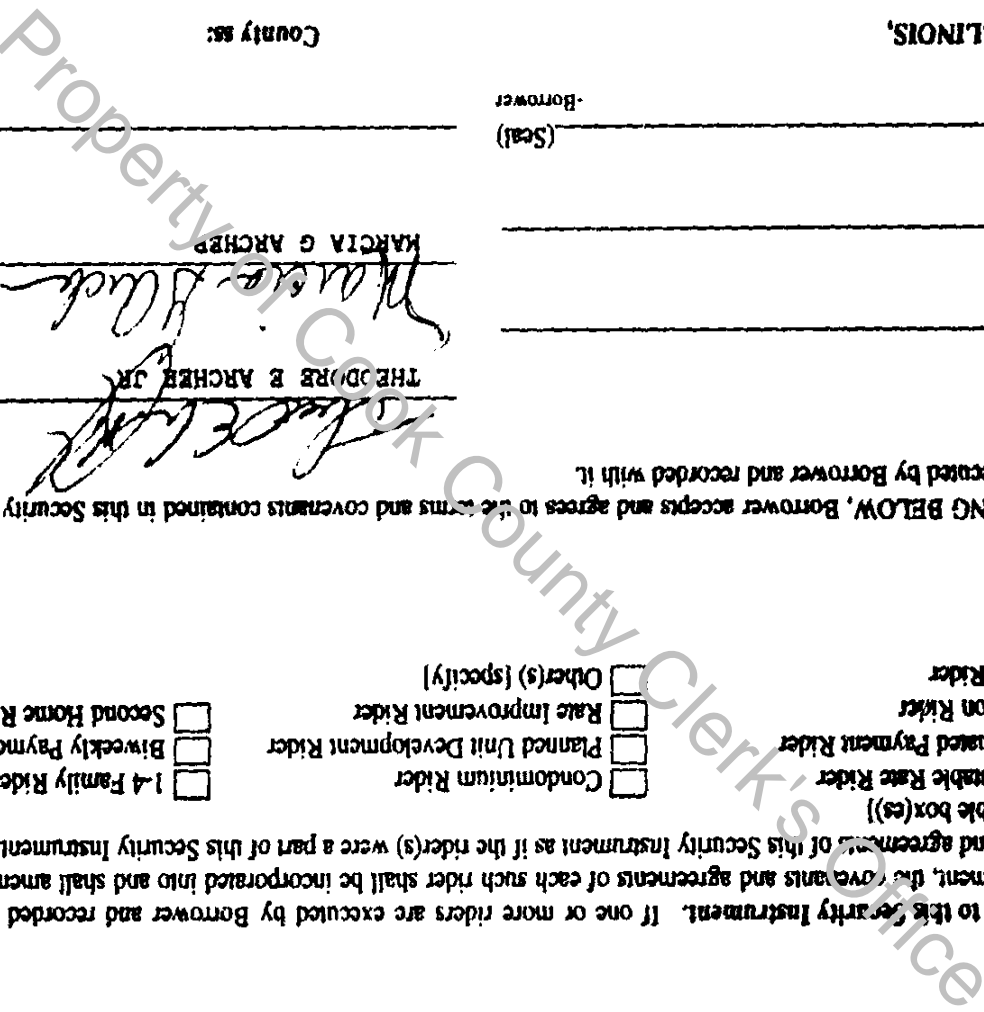 to this Security Instrument. If one or more riders are executed by Borrower and recorded
ment, the covenants and agreements of each such rider shall be incorporated into and shall amen
nd agreements of this Security Instrument as if the rider(s) were a part of this Security Instrument
ble box(es)]
stable Rate Rider Condominium Rider 1-4 Family Ride
uated Payment Rider Planned Unit Development Rider Biweekly Payme
on Rider Rate Improvement Rider Second Home R
Rider Other(s) [specify]
NG BELOW, Borrower accepts and agrees to the terms and covenants contained in this Security
ecuted by Borrower and recorded with it.
THEODORE E ARCHER JR
Marcia G Archer
MARCIA G ARCHER
(Seal)
-Borrower
LINOIS, County ss:
Property of Cook County Clerk's Office